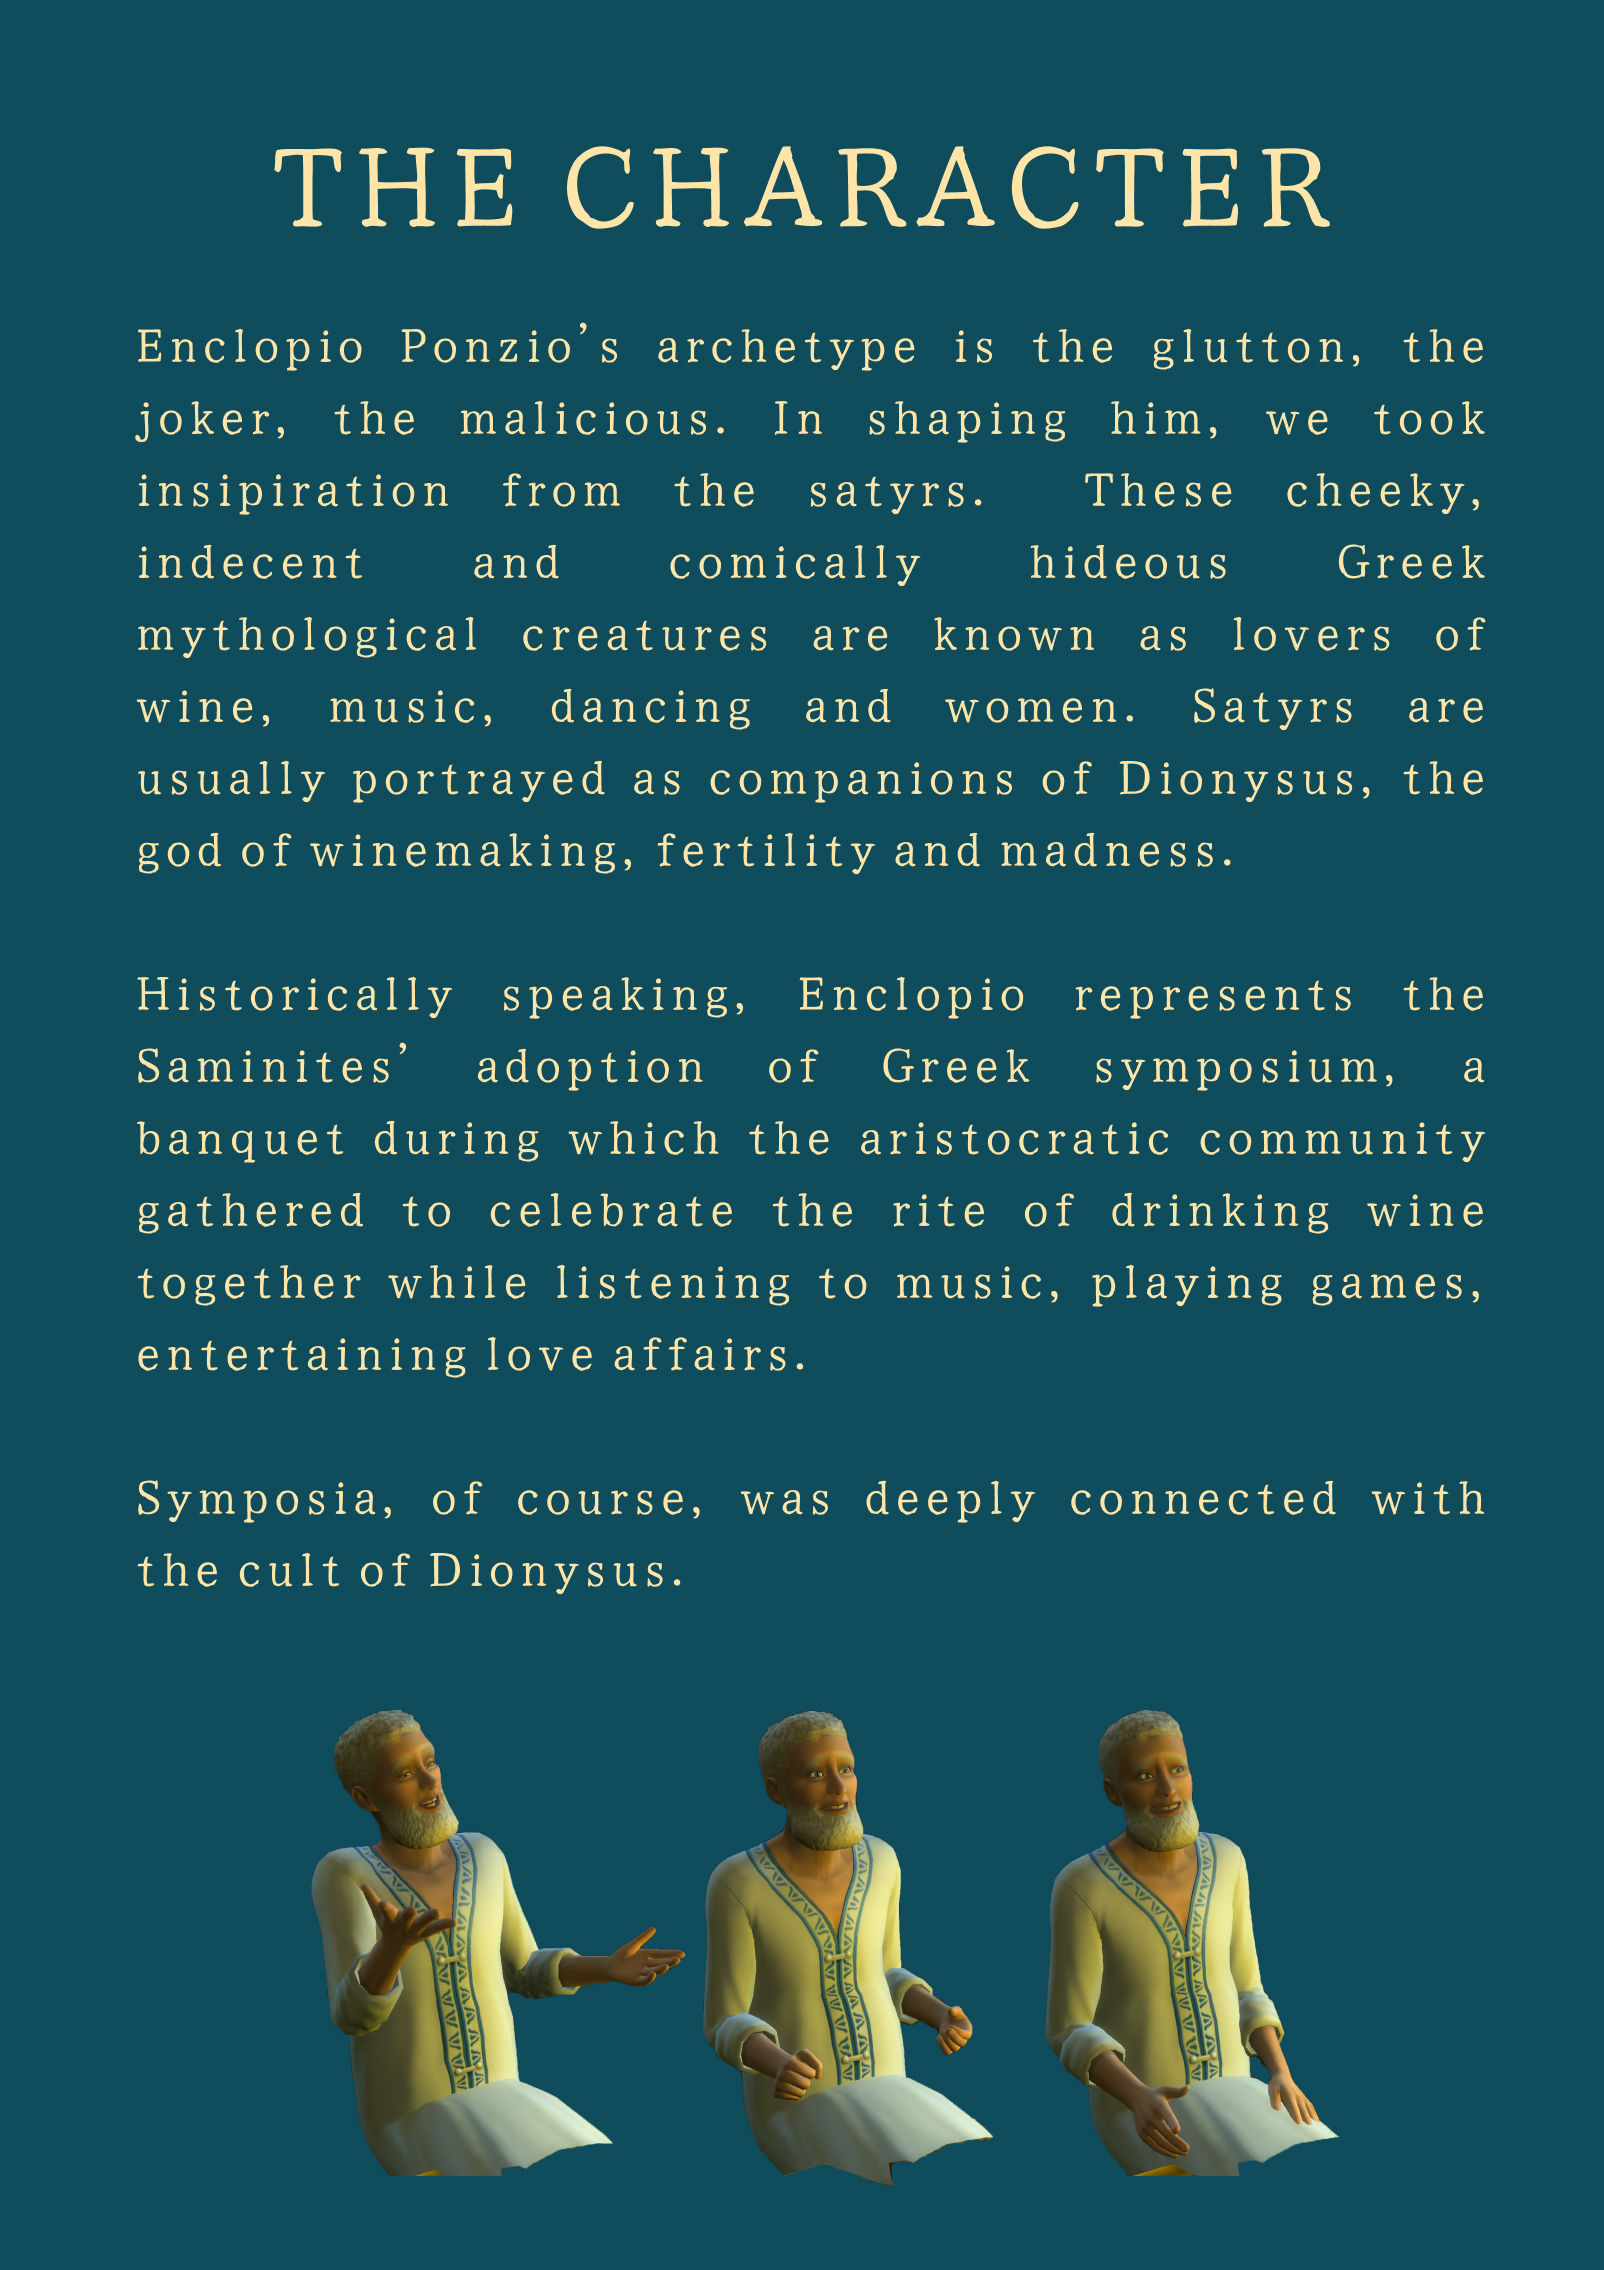 THE CHARACTER
Enclopio Ponzio’s archetype is the glutton, the
joker, the malicious. In shaping him, we took
insipiration from the satyrs. These cheeky,
indecent and comically hideous Greek
mythological creatures are known as lovers of
wine, music, dancing and women. Satyrs are
usually portrayed as companions of Dionysus, the
god of winemaking, fertility and madness.
Historically speaking, Enclopio represents the
Saminites’ adoption of Greek symposium, a
banquet during which the aristocratic community
gathered to celebrate the rite of drinking wine
together while listening to music, playing games,
entertaining love affairs.
Symposia, of course, was deeply connected with
the cult of Dionysus.